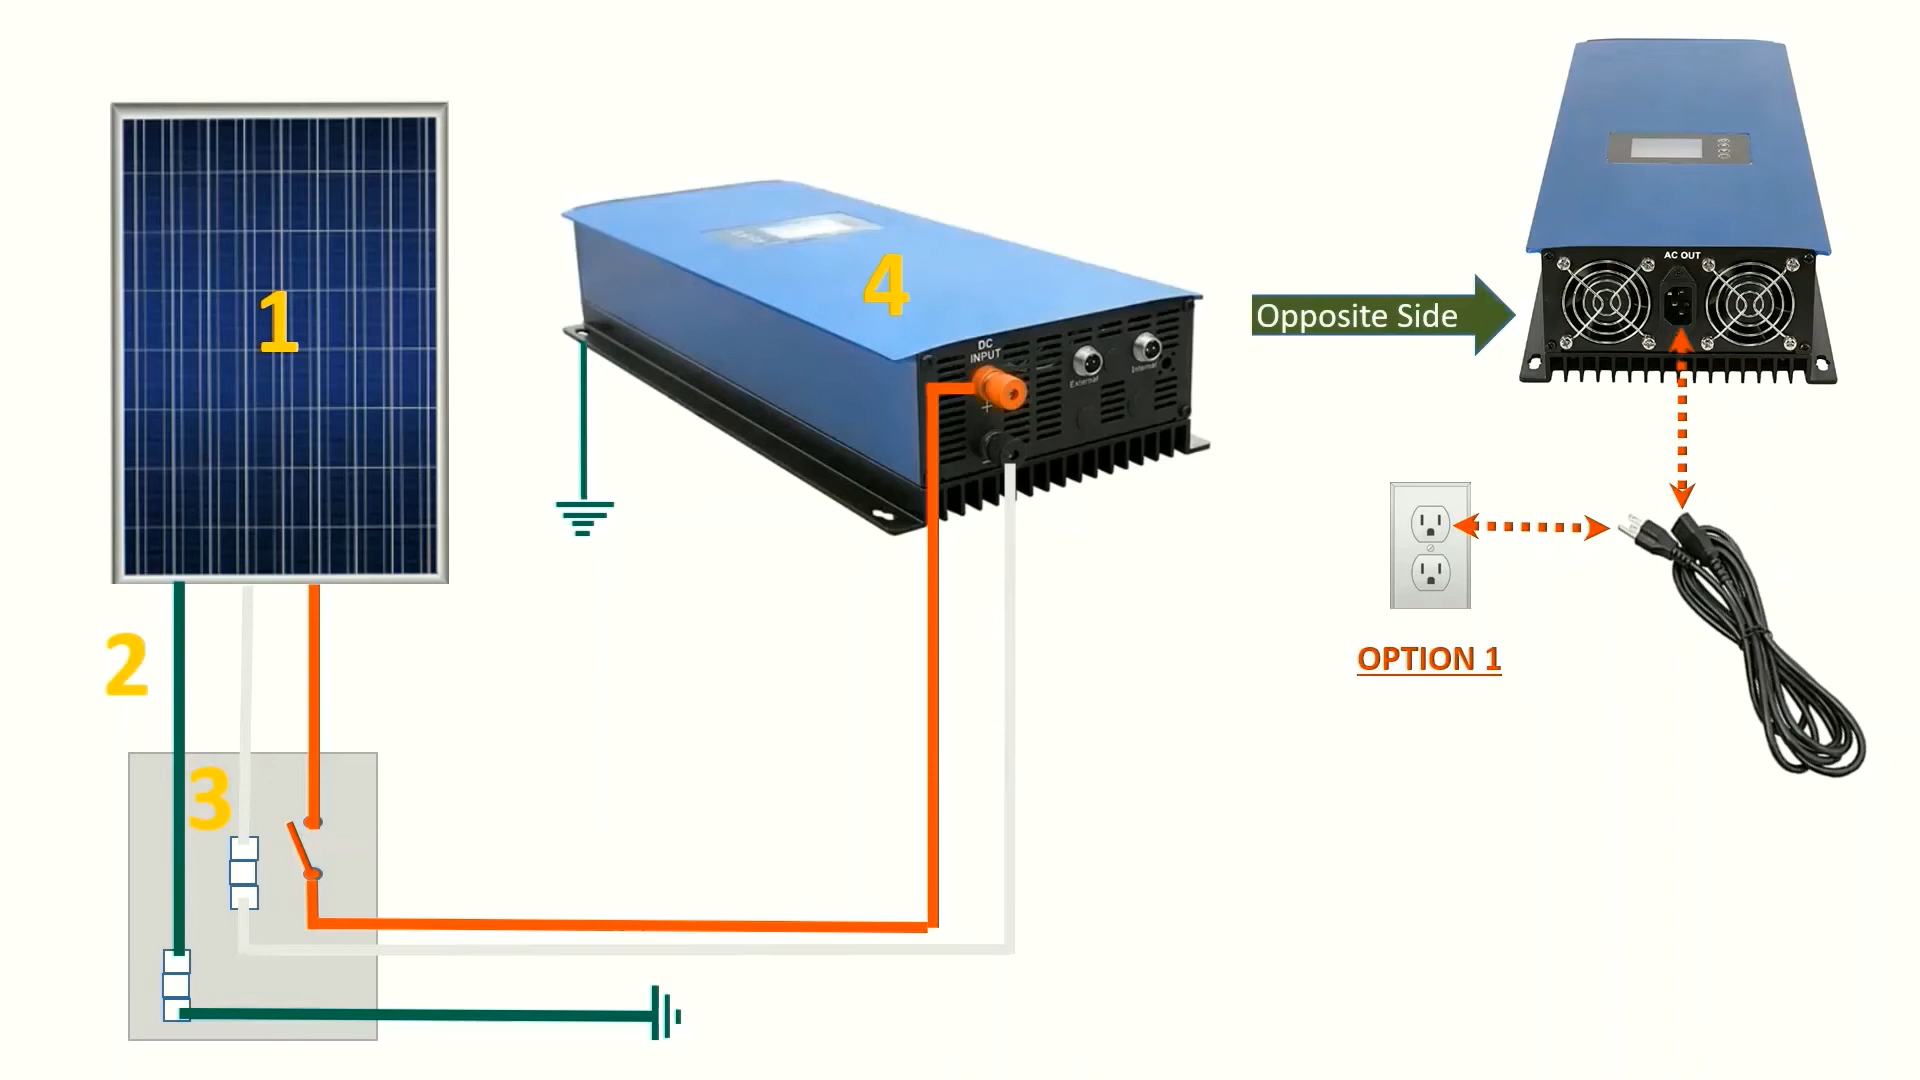 1
2
3
4
DC
INPUT
+
-
External
Internal
Opposite Side
AC OUT
OPTION 1